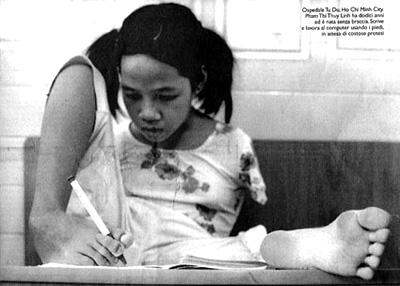 Ospedale Tu Du, Ho Chi Minh City.
Pham Thi Thuy Linh ha dodici anni
ed è nata senza braccia. Scrive
e lavora al computer usando i piedi,
in attesa di costose protesi